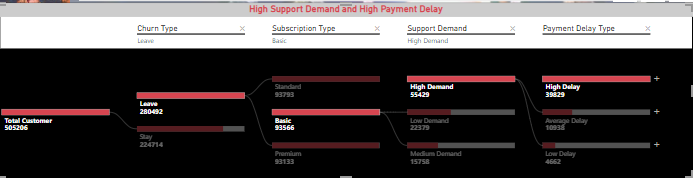 High Support Demand and High Payment Delay
Churn Type ×
Leave
Subscription Type ×
Basic
Support Demand ×
High Demand
Payment Delay Type ×
High Delay
Total Customer
505206
Leave
280492
Stay
224714
Standard
93793
Basic
93566
Premium
93133
High Demand
55429
Low Demand
22379
Medium Demand
15758
High Delay
39829
+
Average Delay
10938
+
Low Delay
4662
+